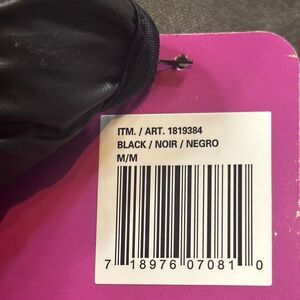 ITM. / ART. 1819384
BLACK / NOIR / NEGRO
M/M
7 18976 07081 0